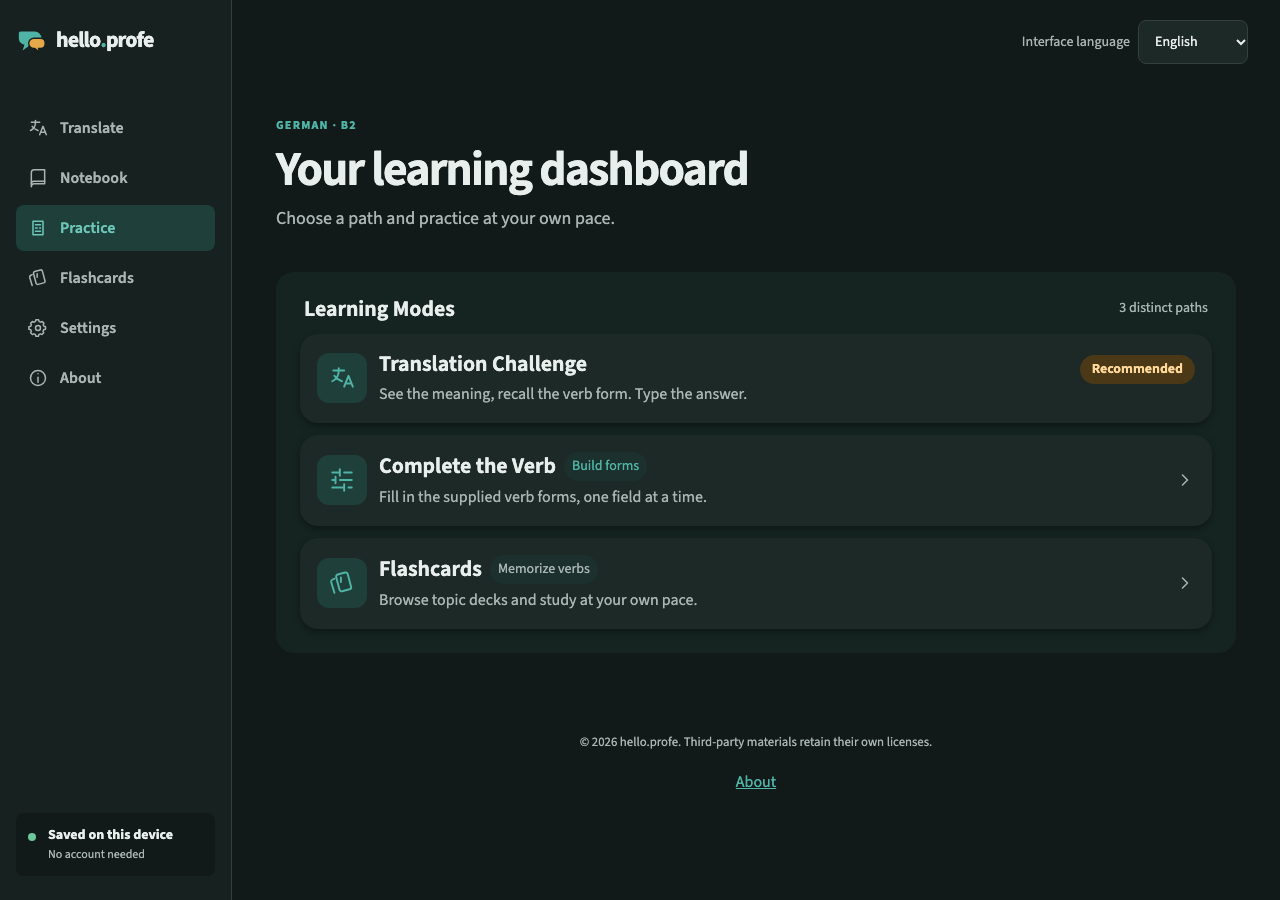 hello.profe
Translate
Notebook
Practice
Flashcards
Settings
About
Saved on this device
No account needed
Interface language
English
GERMAN · B2
Your learning dashboard
Choose a path and practice at your own pace.
Learning Modes
3 distinct paths
Translation Challenge
Recommended
See the meaning, recall the verb form. Type the answer.
Complete the Verb
Build forms
Fill in the supplied verb forms, one field at a time.
Flashcards
Memorize verbs
Browse topic decks and study at your own pace.
© 2026 hello.profe. Third-party materials retain their own licenses.
About